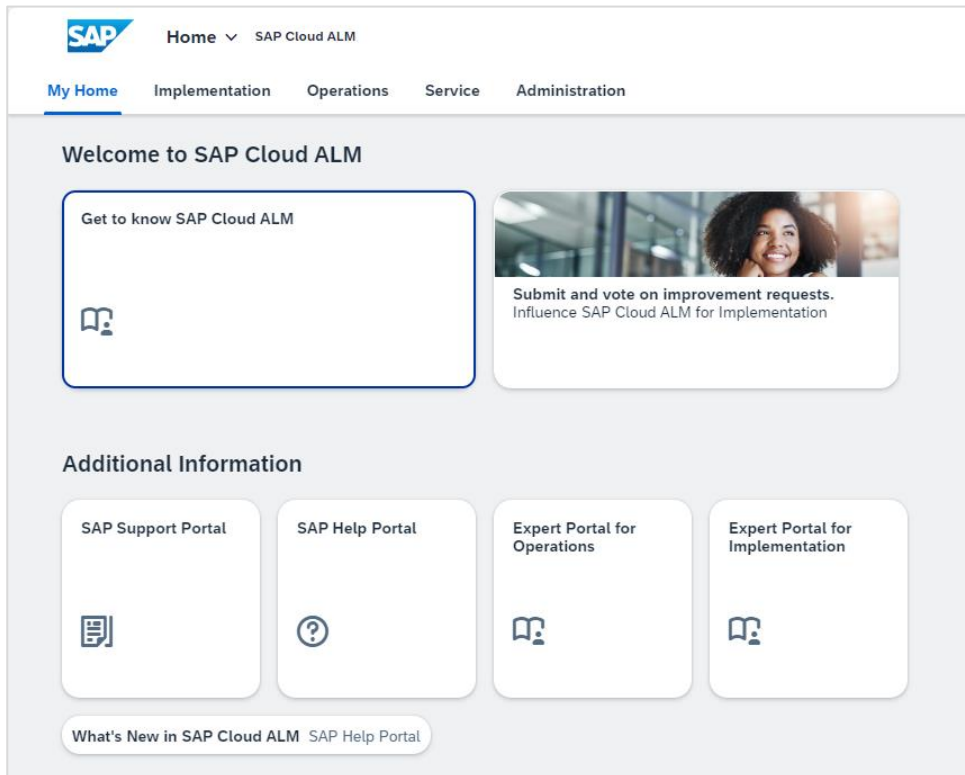 SAP Home SAP Cloud ALM
My Home Implementation Operations Service Administration
Welcome to SAP Cloud ALM
Get to know SAP Cloud ALM
Submit and vote on improvement requests.
Influence SAP Cloud ALM for Implementation
Additional Information
SAP Support Portal
SAP Help Portal
Expert Portal for
Operations
Expert Portal for
Implementation
What's New in SAP Cloud ALM SAP Help Portal